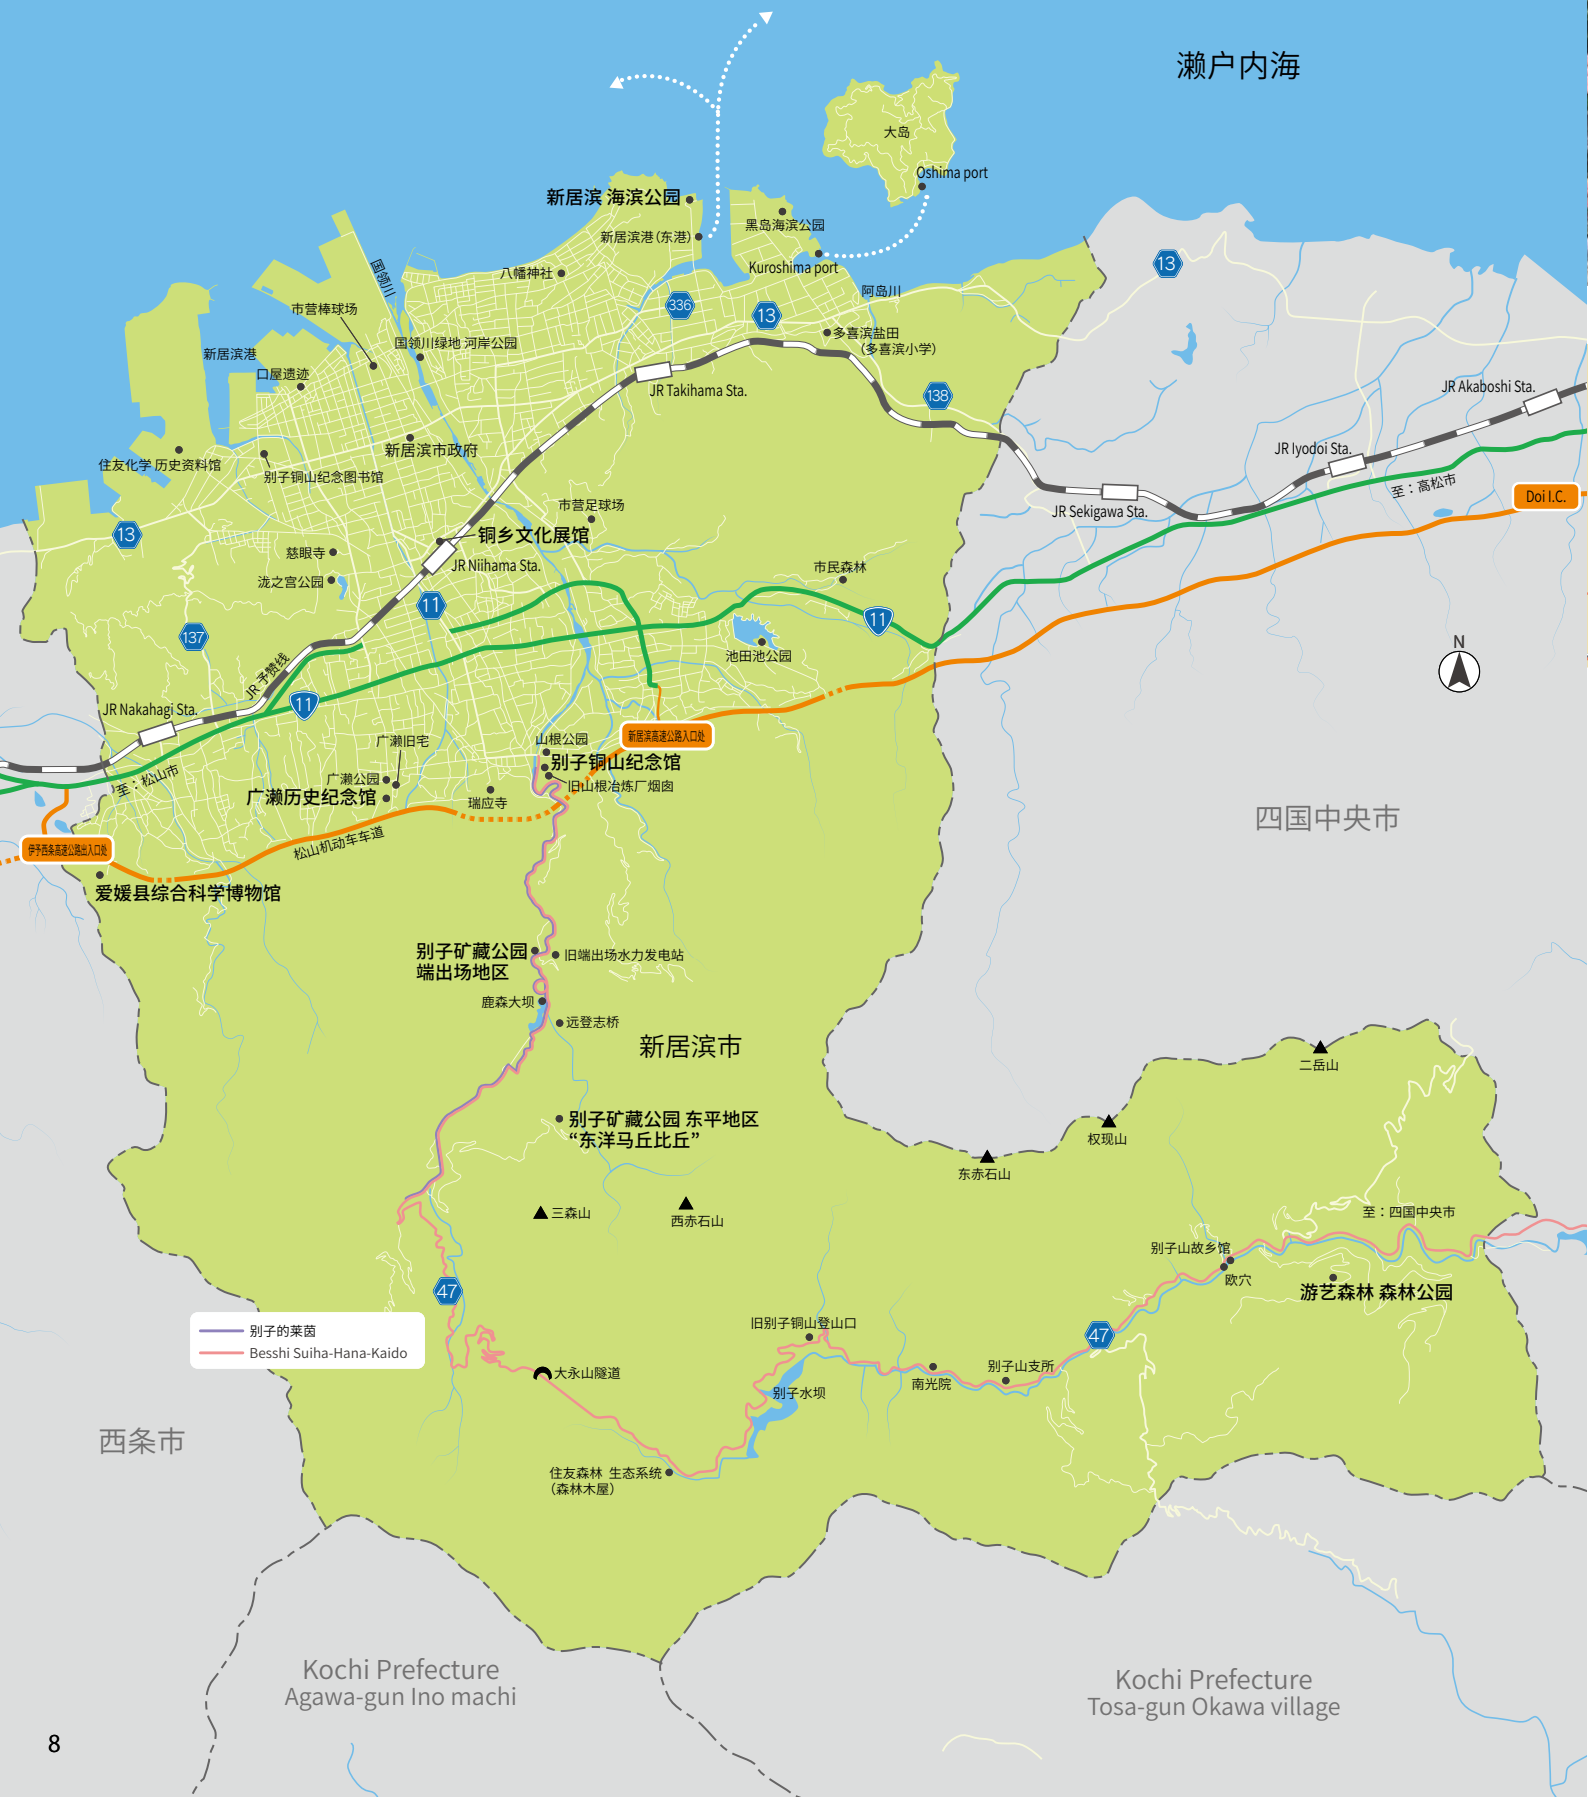 濑户内海
大岛
Oshima port
新居滨 海滨公园
黑岛海滨公园
新居滨港（东港）
Kuroshima port
八幡神社
国领川
13
阿岛川
336
13
市营棒球场
多喜滨盐田
（多喜滨小学）
国领川绿地 河岸公园
新居滨港
口屋遗迹
JR Takihama Sta.
138
JR Akaboshi Sta.
新居滨市政府
JR Iyodoi Sta.
住友化学 历史资料馆
别子铜山纪念图书馆
至：高松市
Doi I.C.
JR Sekigawa Sta.
市营足球场
13
铜乡文化展馆
慈眼寺
JR Niihama Sta.
市民森林
泷之宫公园
11
11
137
N
池田池公园
JR 予赞线
11
JR Nakahagi Sta.
新居滨高速公路入口处
广濑旧宅
山根公园
别子铜山纪念馆
至：松山市
广濑公园
旧山根冶炼厂烟囱
广濑历史纪念馆
瑞应寺
四国中央市
松山机动车车道
伊予西条高速公路出入口处
爱媛县综合科学博物馆
别子矿藏公园
端出场地区
旧端出场水力发电站
鹿森大坝
远登志桥
新居滨市
二岳山
别子矿藏公园 东平地区
“东洋马丘比丘”
权现山
东赤石山
三森山
西赤石山
至：四国中央市
别子山故乡馆
欧穴
游艺森林 森林公园
47
别子的莱茵
Besshi Suiha-Hana-Kaido
旧别子铜山登山口
47
大永山隧道
别子山支所
南光院
别子水坝
西条市
住友森林 生态系统
（森林木屋）
Kochi Prefecture
Agawa-gun Ino machi
Kochi Prefecture
Tosa-gun Okawa village
8